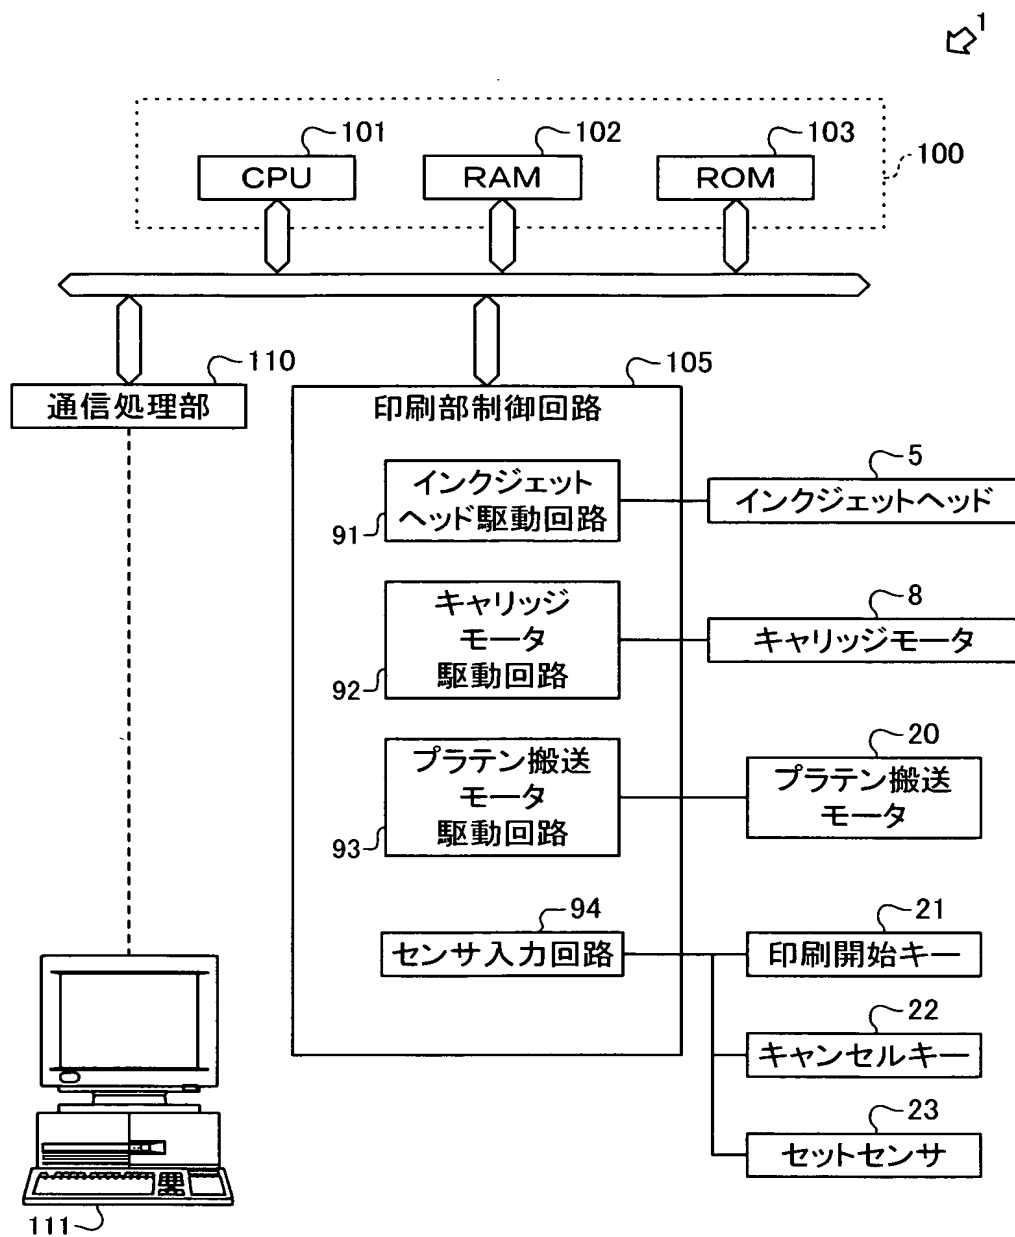 1
101
102
103
100
CPU
RAM
ROM
110
105
通信処理部
印刷部制御回路
インクジェット
ヘッド駆動回路
91
5
インクジェットヘッド
キャリッジ
モータ
駆動回路
92
8
キャリッジモータ
プラテン搬送
モータ
駆動回路
93
20
プラテン搬送
モータ
94
センサ入力回路
21
印刷開始キー
22
キャンセルキー
23
セットセンサ
111